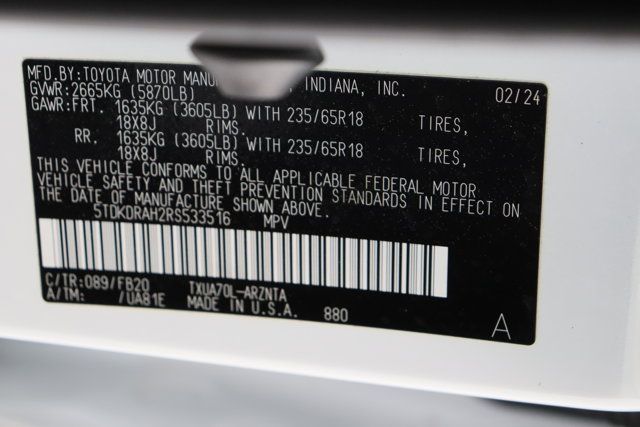 MFD.BY:TOYOTA MOTOR MANU , INDIANA, INC. 02/24
GVWR:2665KG (5870LB)
GAWR:FRT. 1635KG (3605LB) WITH 235/65R18 TIRES,
18X8J RIMS.
RR. 1635KG (3605LB) WITH 235/65R18 TIRES,
18X8J RIMS.
THIS VEHICLE CONFORMS TO ALL APPLICABLE FEDERAL MOTOR
VEHICLE SAFETY AND THEFT PREVENTION STANDARDS IN EFFECT ON
THE DATE OF MANUFACTURE SHOWN ABOVE.
5TDKDRAH2RS533516 MPV
C/TR:089/FB20 TXUA70L-ARZNTA
A/TM: /UA81E MADE IN U.S.A. 880
A